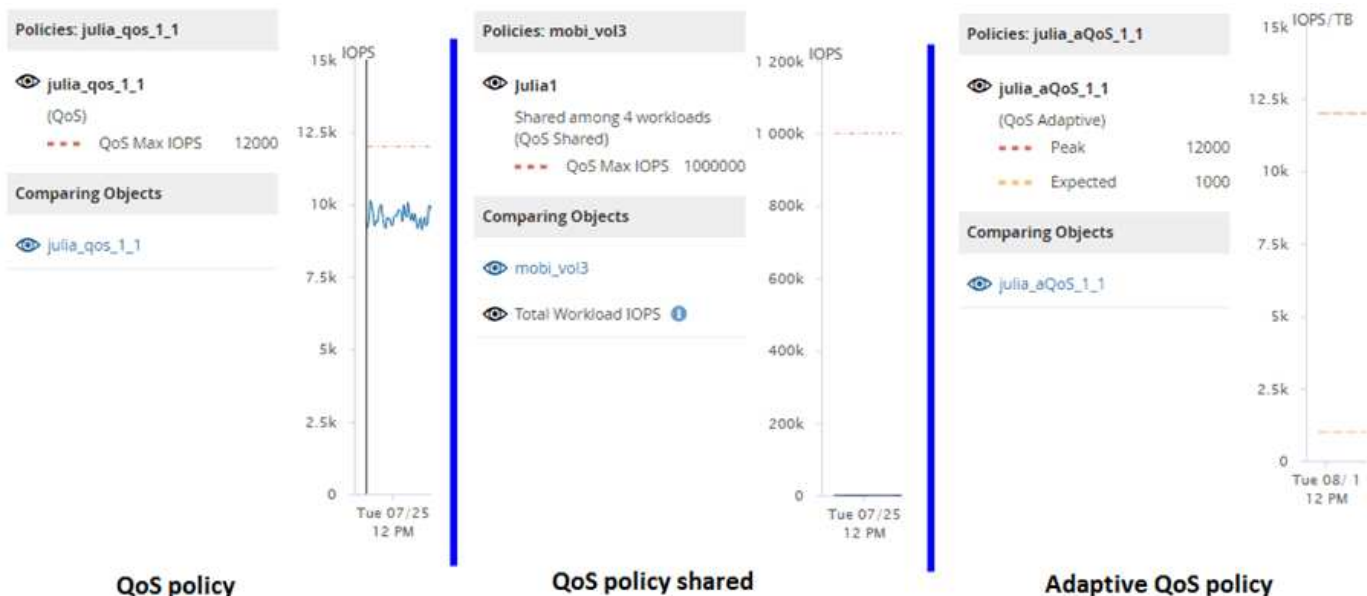 Policies: julia_qos_1_1
julia_qos_1_1
(QoS)
QoS Max IOPS 12000
Comparing Objects
julia_qos_1_1
IOPS
15k
12.5k
10k
7.5k
5k
2.5k
0
Tue 07/25
12 PM
QoS policy
Policies: mobi_vol3
Julia1
Shared among 4 workloads
(QoS Shared)
QoS Max IOPS 1000000
Comparing Objects
mobi_vol3
Total Workload IOPS i
IOPS
1 200k
1 000k
800k
600k
400k
200k
0
Tue 07/25
12 PM
QoS policy shared
Policies: julia_aQoS_1_1
julia_aQoS_1_1
(QoS Adaptive)
Peak 12000
Expected 1000
Comparing Objects
julia_aQoS_1_1
IOPS/TB
15k
12.5k
10k
7.5k
5k
2.5k
0
Tue 08/ 1
12 PM
Adaptive QoS policy